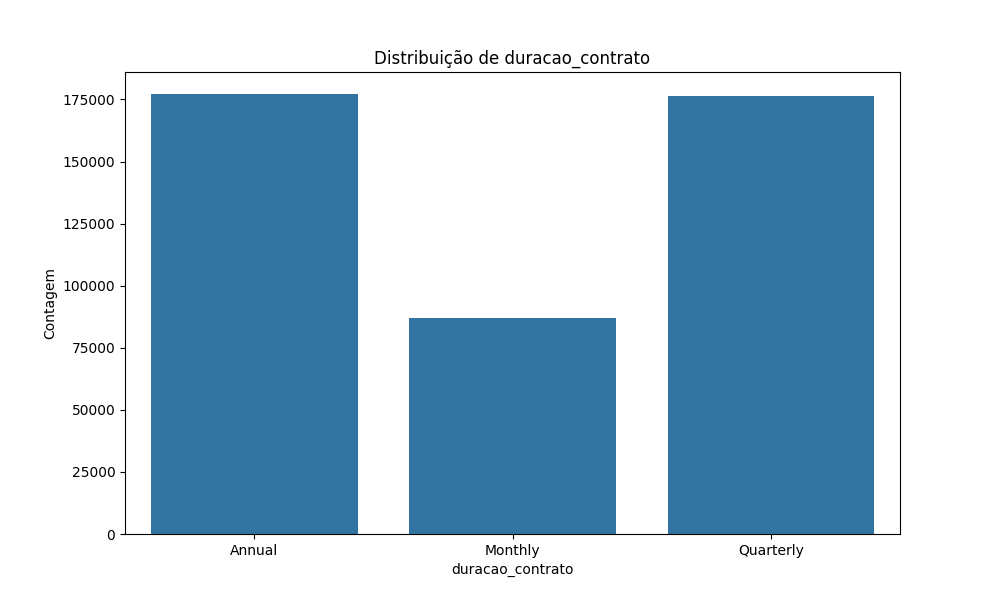 Distribuição de duracao_contrato
175000
150000
125000
100000
75000
50000
25000
0
Contagem
Annual
Monthly
Quarterly
duracao_contrato